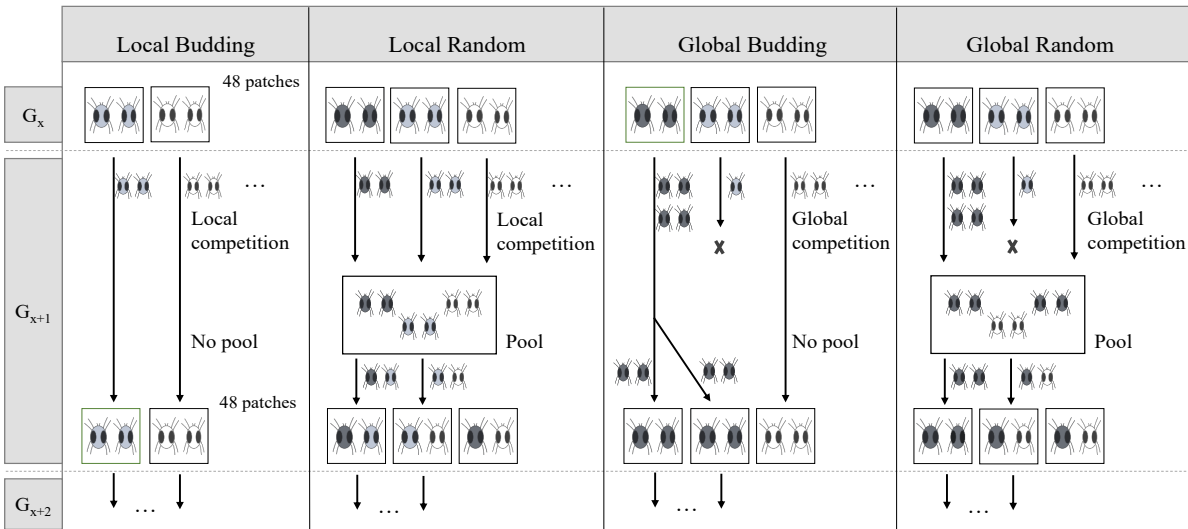 Local Budding
Local Random
Global Budding
Global Random
48 patches
Gx
...
...
...
...
Local
competition
Local
competition
Global
competition
Global
competition
Gx+1
No pool
Pool
No pool
Pool
48 patches
Gx+2
...
...
...
...